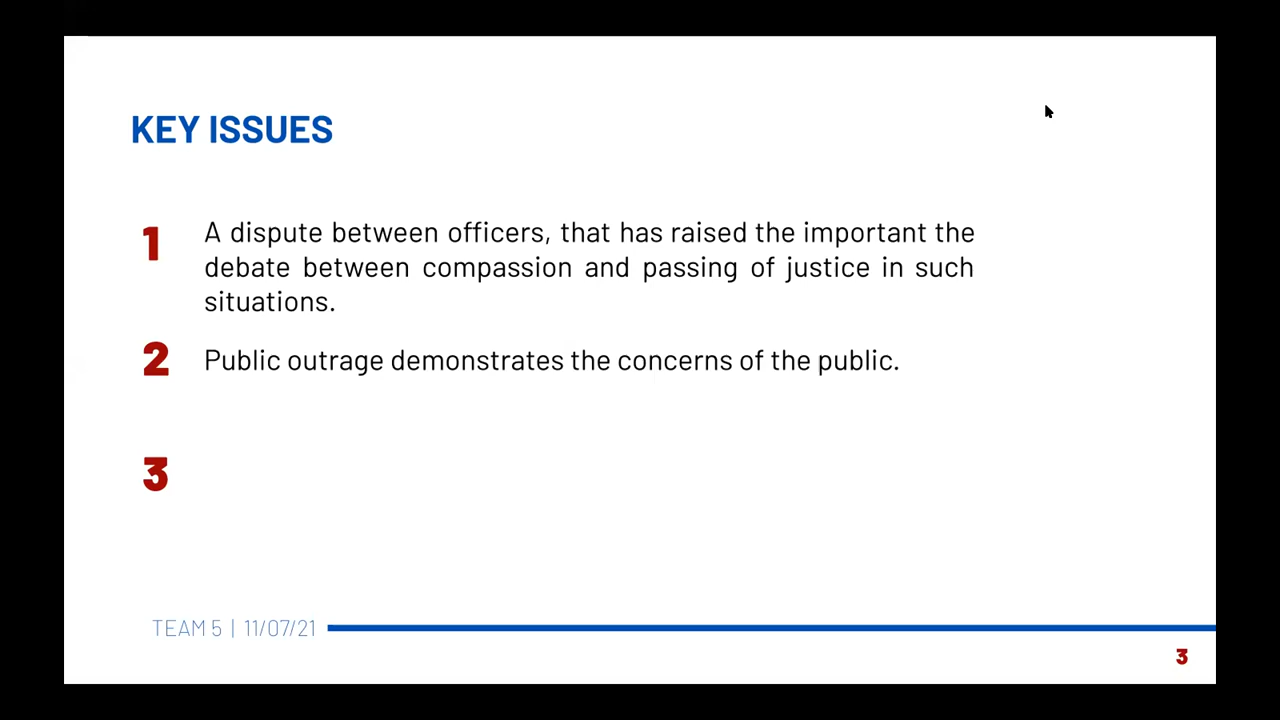 KEY ISSUES
1
A dispute between officers, that has raised the important the
debate between compassion and passing of justice in such
situations.
2
Public outrage demonstrates the concerns of the public.
3
TEAM 5 | 11/07/21
3